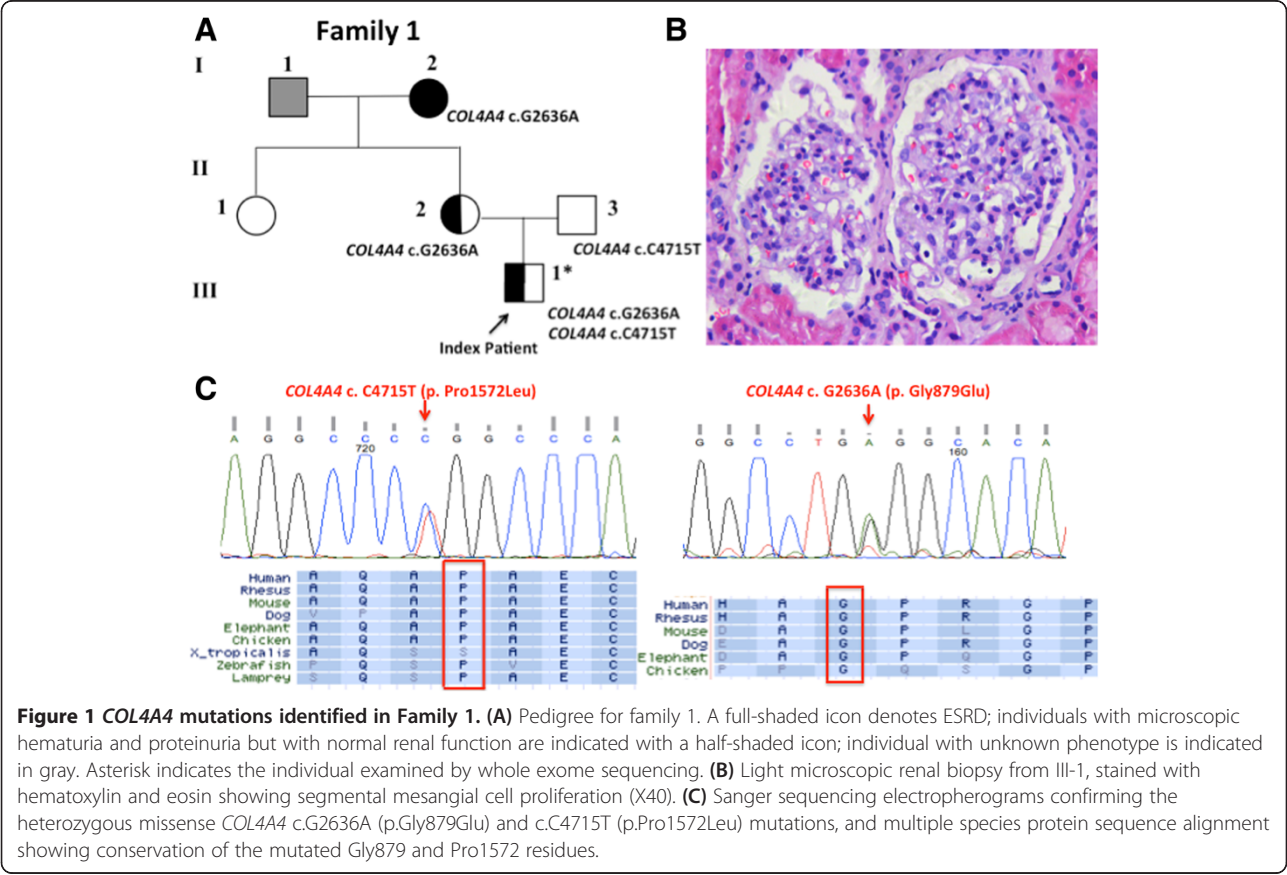 A
Family 1
B
I
1
2
COL4A4 c.G2636A
II
1
2
3
COL4A4 c.G2636A
COL4A4 c.C4715T
III
1*
COL4A4 c.G2636A
COL4A4 c.C4715T
Index Patient
C
COL4A4 c. C4715T (p. Pro1572Leu)
A G G C C C C G G C C C A
720
Human A Q A P A E C
Rhesus A Q A P A E C
Mouse A Q A P A E C
Dog V P A P A E C
Elephant A Q A P A E C
Chicken A Q A P A E C
X_tropicalis A Q S S A E C
Zebrafish P Q S P V E C
Lamprey S Q S P A E C
COL4A4 c. G2636A (p. Gly879Glu)
G G C C T G A G G C A C A
160
Human H A G P R G P
Rhesus H A G P R G P
Mouse D A G P L G P
Dog E A G P R G P
Elephant D A G P Q G P
Chicken P P G Q S G P
Figure 1 COL4A4 mutations identified in Family 1. (A) Pedigree for family 1. A full-shaded icon denotes ESRD; individuals with microscopic
hematuria and proteinuria but with normal renal function are indicated with a half-shaded icon; individual with unknown phenotype is indicated
in gray. Asterisk indicates the individual examined by whole exome sequencing. (B) Light microscopic renal biopsy from III-1, stained with
hematoxylin and eosin showing segmental mesangial cell proliferation (X40). (C) Sanger sequencing electropherograms confirming the
heterozygous missense COL4A4 c.G2636A (p.Gly879Glu) and c.C4715T (p.Pro1572Leu) mutations, and multiple species protein sequence alignment
showing conservation of the mutated Gly879 and Pro1572 residues.